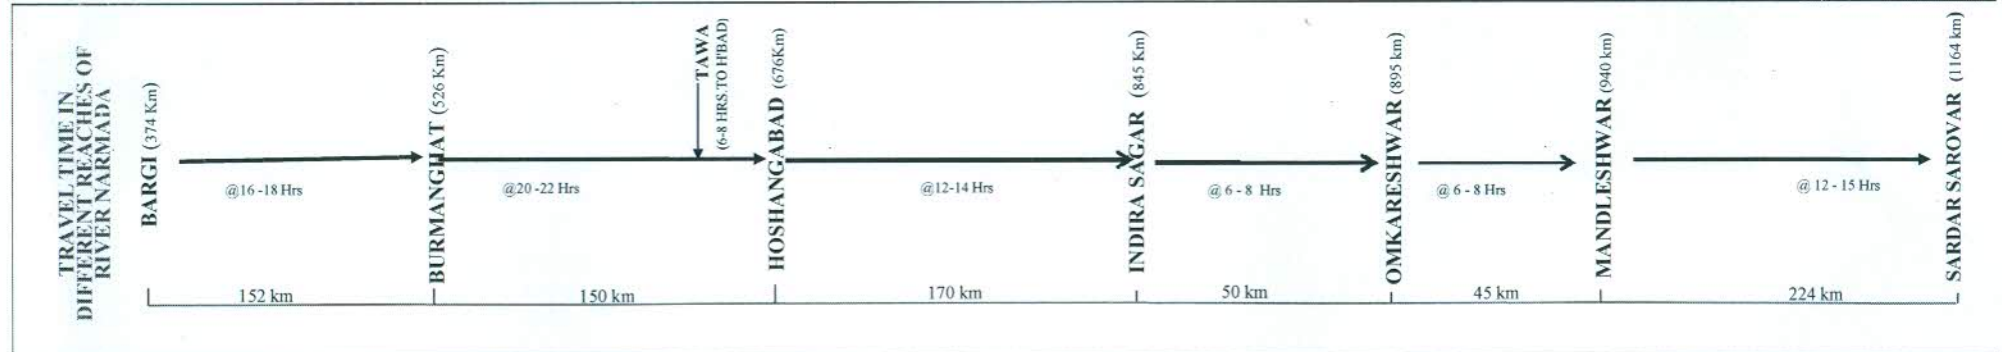 TRAVEL TIME IN
DIFFERENT REACHES OF
RIVER NARMADA
BARGI (374 Km)
@16 -18 Hrs
BURMANGHAT (526 Km)
@20 -22 Hrs
TAWA
(6-8 HRS.TO H'BAD)
HOSHANGABAD (676Km)
@12-14 Hrs
INDIRA SAGAR (845 Km)
@ 6 - 8 Hrs
OMKARESHWAR (895 km)
@ 6 - 8 Hrs
MANDLESHWAR (940 km)
@ 12 - 15 Hrs
SARDAR SAROVAR (1164 km)
152 km
150 km
170 km
50 km
45 km
224 km